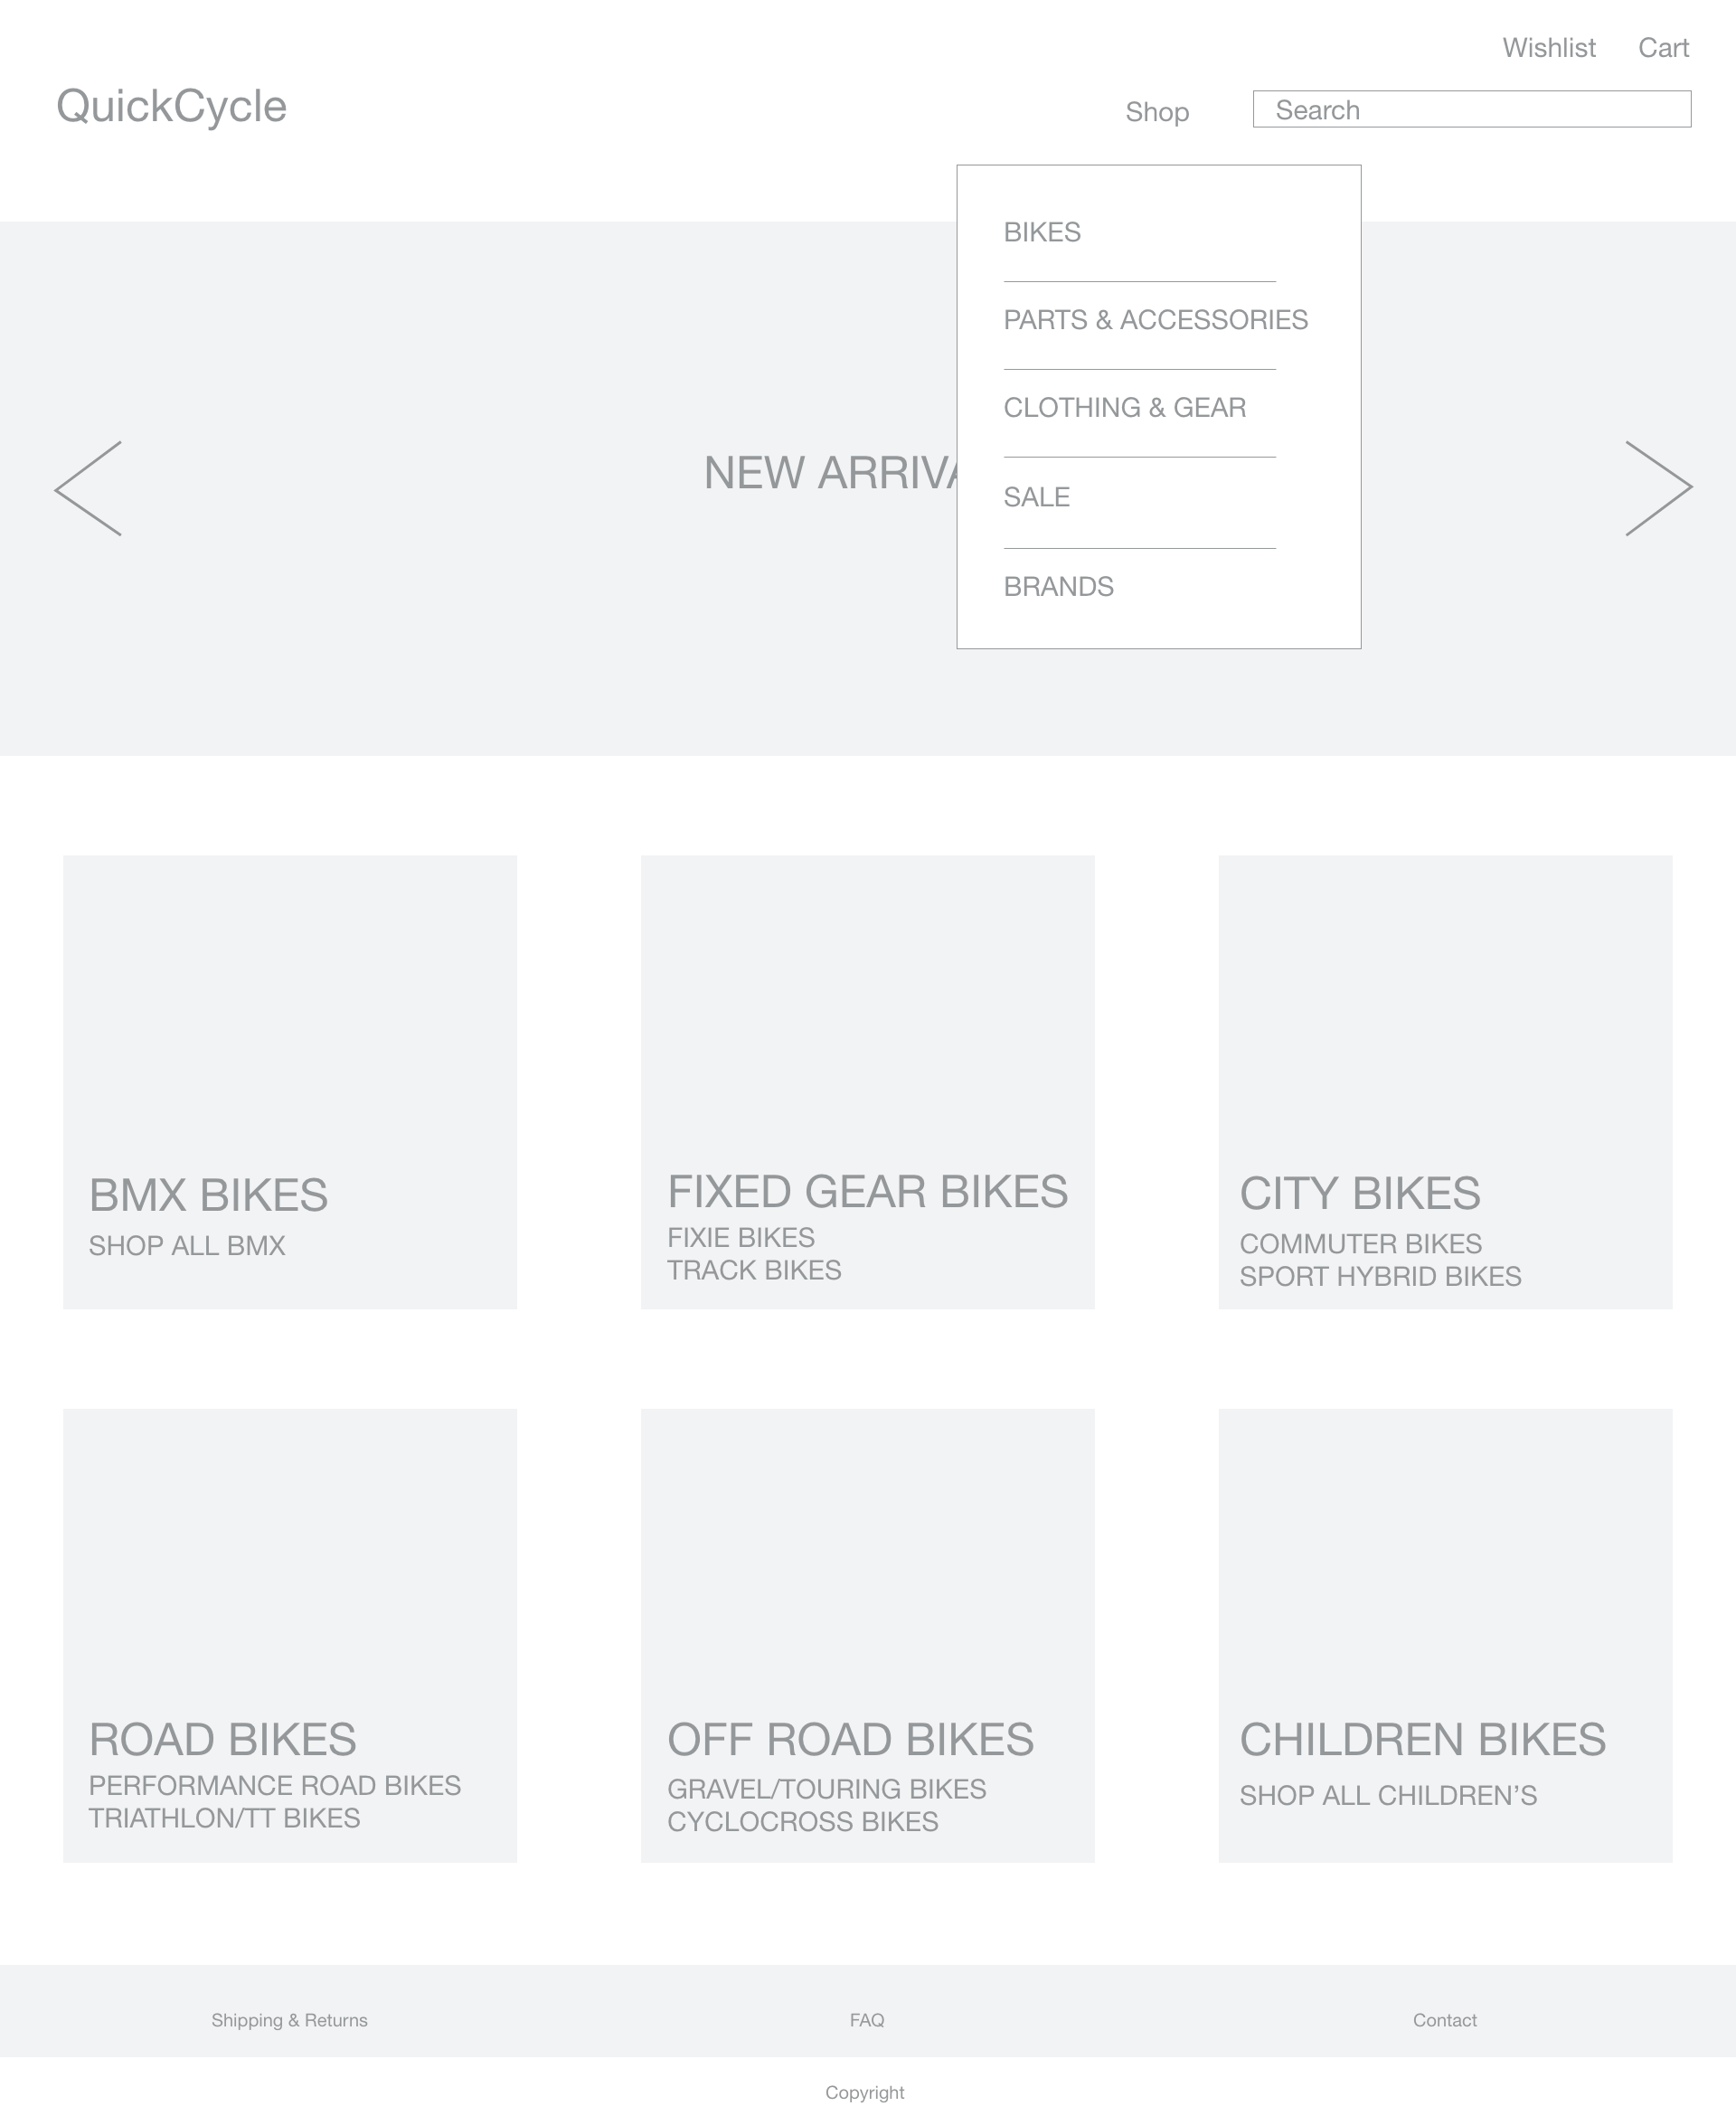 Wishlist Cart
QuickCycle
Shop
Search
BIKES
PARTS & ACCESSORIES
CLOTHING & GEAR
SALE
BRANDS
NEW
BMX BIKES
SHOP ALL BMX
FIXED GEAR BIKES
FIXIE BIKES
TRACK BIKES
CITY BIKES
COMMUTER BIKES
SPORT HYBRID BIKES
ROAD BIKES
PERFORMANCE ROAD BIKES
TRIATHLON/TT BIKES
OFF ROAD BIKES
GRAVEL/TOURING BIKES
CYCLOCROSS BIKES
CHILDREN BIKES
SHOP ALL CHILDREN’S
Shipping & Returns
FAQ
Contact
Copyright